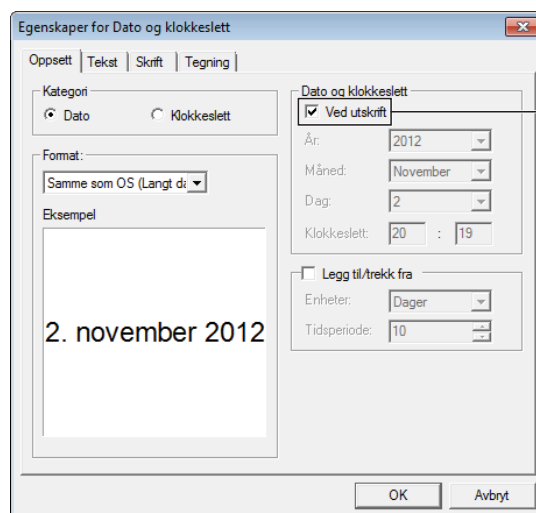 Egenskaper for Dato og klokkeslett
Oppsett Tekst Skrift Tegning
Kategori
Dato Klokkeslett
Format:
Samme som OS (Langt da
Eksempel
2. november 2012
Dato og klokkeslett
Ved utskrift
År: 2012
Måned: November
Dag: 2
Klokkeslett: 20 : 19
Legg til/trekk fra
Enheter: Dager
Tidsperiode: 10
OK Avbryt